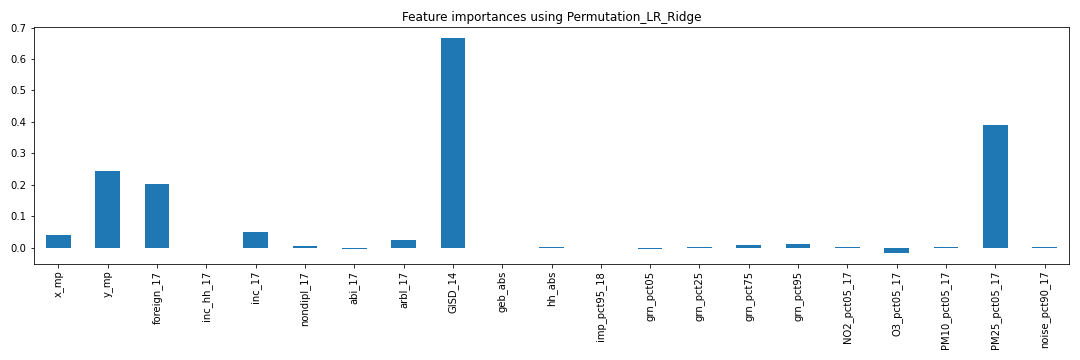 Feature importances using Permutation_LR_Ridge
0.7
0.6
0.5
0.4
0.3
0.2
0.1
0.0
x_mp
y_mp
foreign_17
inc_hh_17
inc_17
nondipl_17
abi_17
arbl_17
GISD_14
geb_abs
hh_abs
imp_pct95_18
grn_pct05
grn_pct25
grn_pct75
grn_pct95
NO2_pct05_17
O3_pct05_17
PM10_pct05_17
PM25_pct05_17
noise_pct90_17